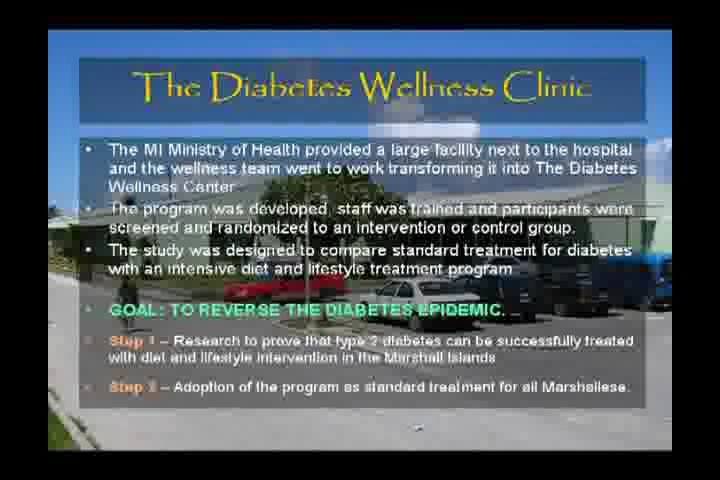 The Diabetes Wellness Clinic
• The MI Ministry of Health provided a large facility next to the hospital
and the wellness team went to work transforming it into The Diabetes
Wellness Center
• The program was developed, staff was trained and participants were
screened and randomized to an intervention or control group.
• The study was designed to compare standard treatment for diabetes
with an intensive diet and lifestyle treatment program
• GOAL: TO REVERSE THE DIABETES EPIDEMIC.
• Step 1 – Research to prove that type 2 diabetes can be successfully treated
with diet and lifestyle intervention in the Marshall Islands
• Step 2 – Adoption of the program as standard treatment for all Marshallese.